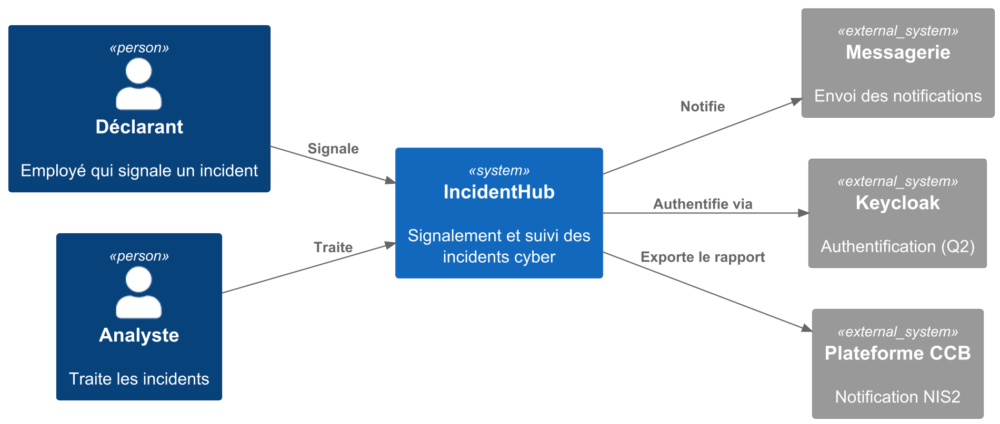 «person»
Déclarant
Employé qui signale un incident
«person»
Analyste
Traite les incidents
Signale
Traite
«system»
IncidentHub
Signalement et suivi des
incidents cyber
Notifie
Authentifie via
Exporte le rapport
«external_system»
Messagerie
Envoi des notifications
«external_system»
Keycloak
Authentification (Q2)
«external_system»
Plateforme CCB
Notification NIS2